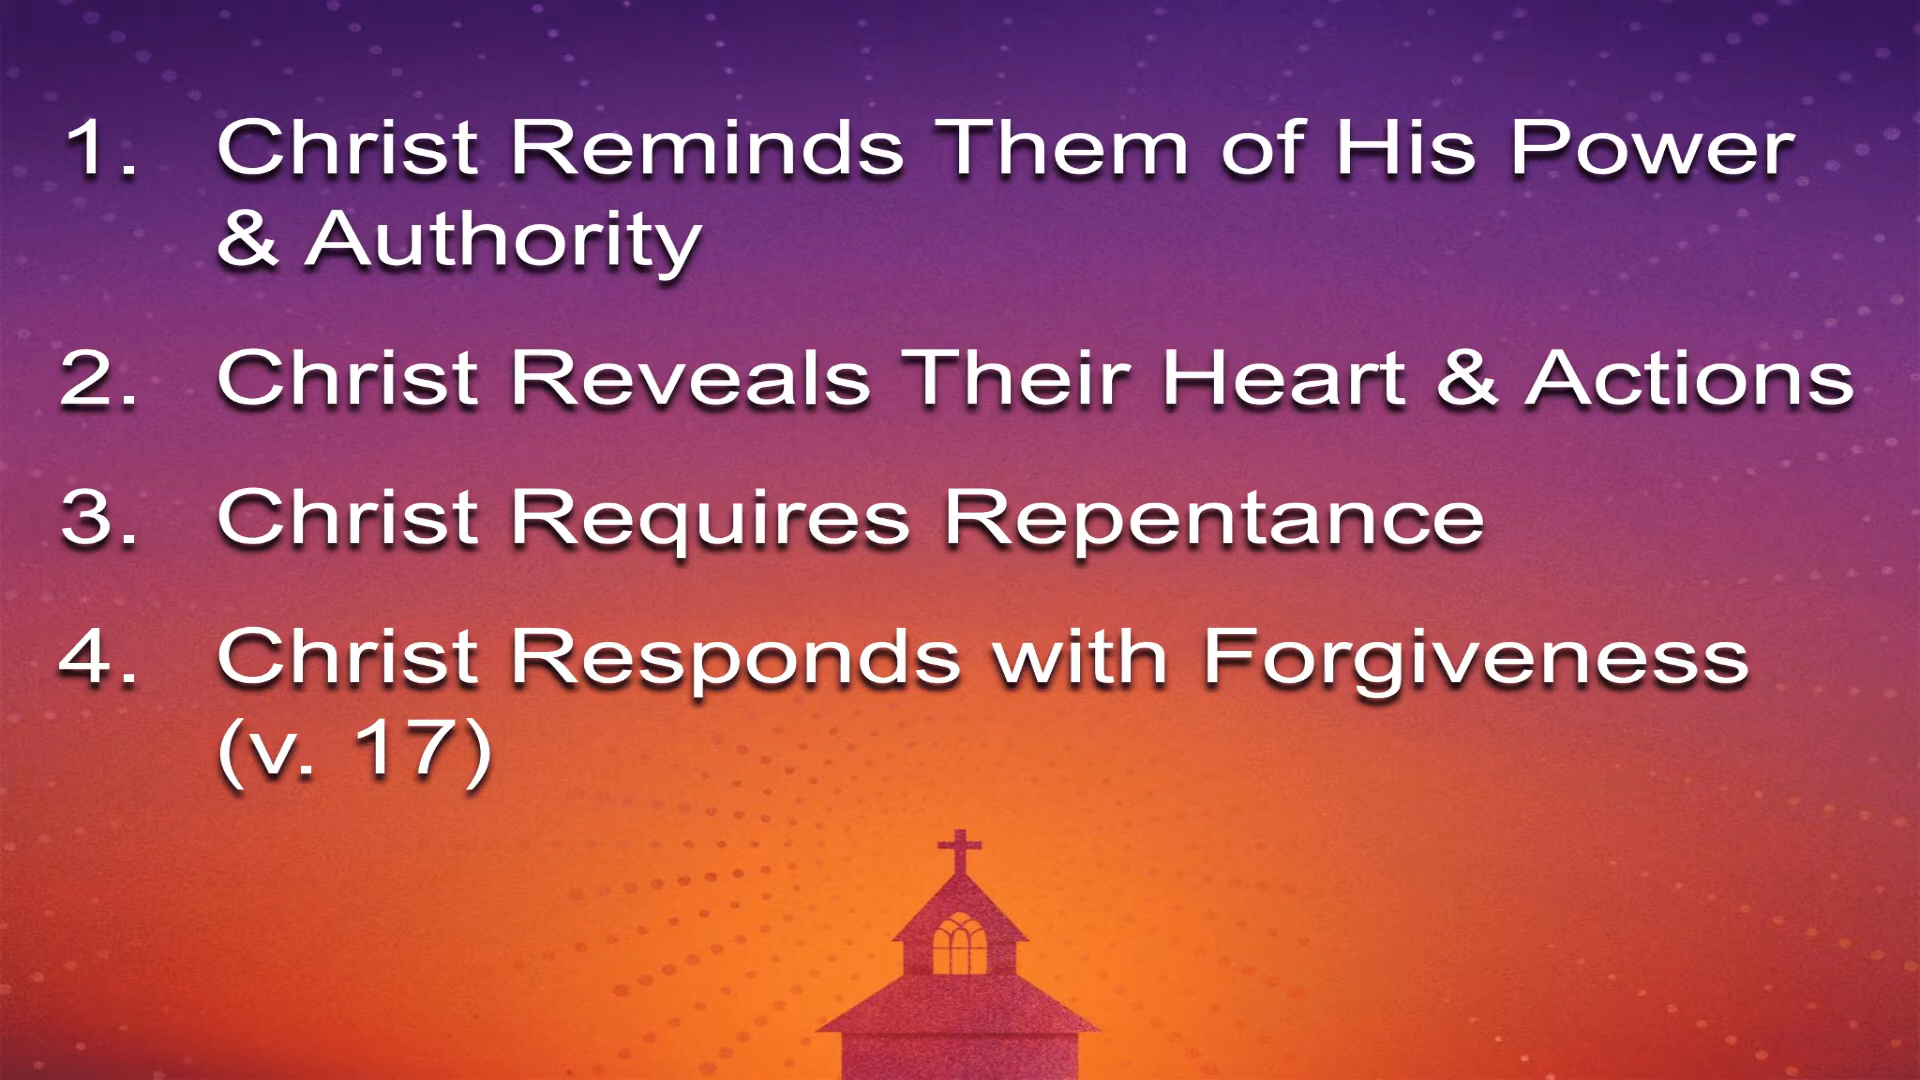 1. Christ Reminds Them of His Power
& Authority
2. Christ Reveals Their Heart & Actions
3. Christ Requires Repentance
4. Christ Responds with Forgiveness
(v. 17)